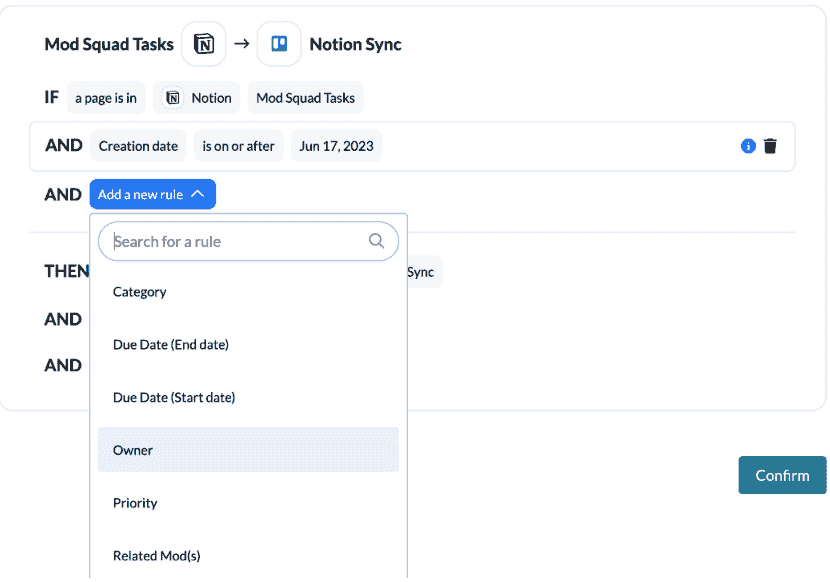 Mod Squad Tasks N → Notion Sync
IF a page is in N Notion Mod Squad Tasks
AND Creation date is on or after Jun 17, 2023 i
AND Add a new rule
Search for a rule
THEN Sync
Category
AND
Due Date (End date)
AND
Due Date (Start date)
Owner
Confirm
Priority
Related Mod(s)